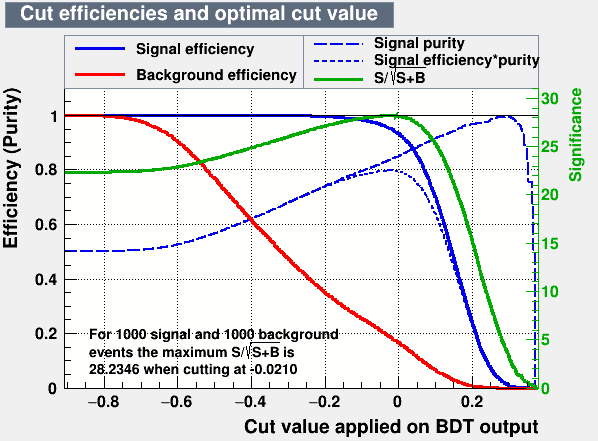 Cut efficiencies and optimal cut value
Signal efficiency
Background efficiency
Signal purity
Signal efficiency*purity
S/√S+B
Efficiency (Purity)
1
0.8
0.6
0.4
0.2
0
Significance
30
25
20
15
10
5
0
For 1000 signal and 1000 background
events the maximum S/√S+B is
28.2346 when cutting at -0.0210
−0.8 −0.6 −0.4 −0.2 0 0.2
Cut value applied on BDT output